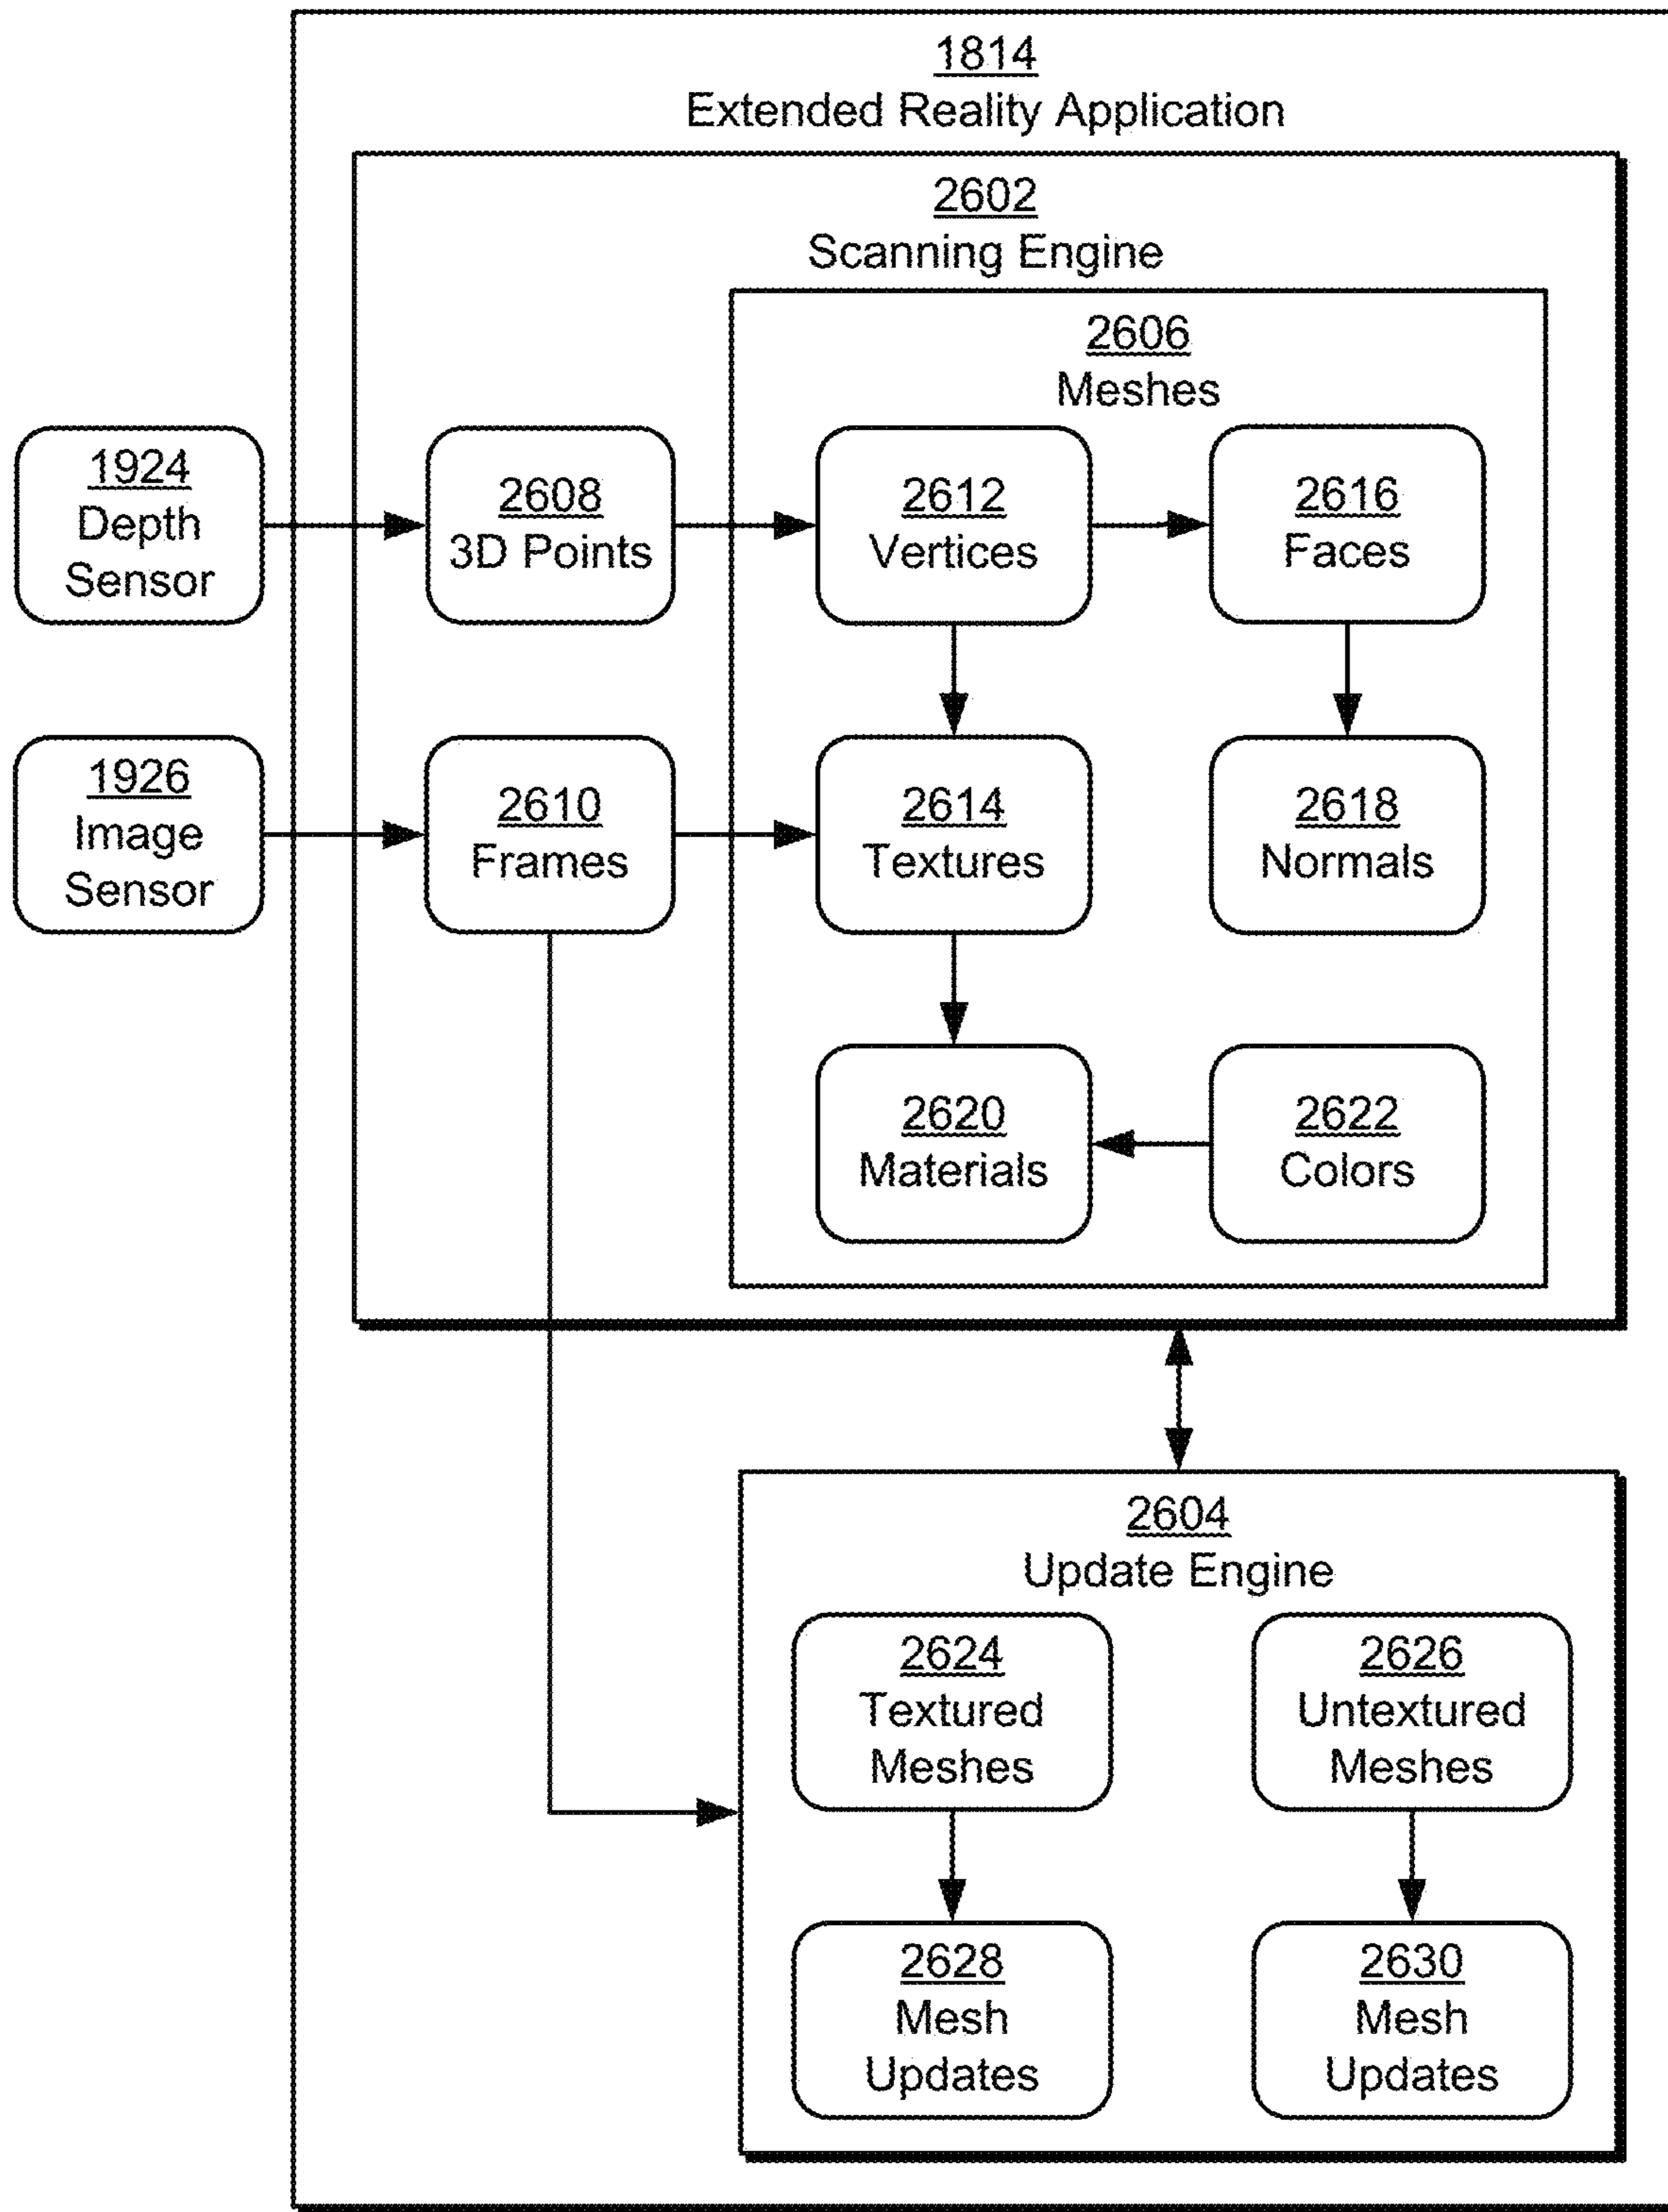 1814
Extended Reality Application
2602
Scanning Engine
2606
Meshes
1924
Depth
Sensor
2608
3D Points
2612
Vertices
2616
Faces
1926
Image
Sensor
2610
Frames
2614
Textures
2618
Normals
2620
Materials
2622
Colors
2604
Update Engine
2624
Textured
Meshes
2626
Untextured
Meshes
2628
Mesh
Updates
2630
Mesh
Updates